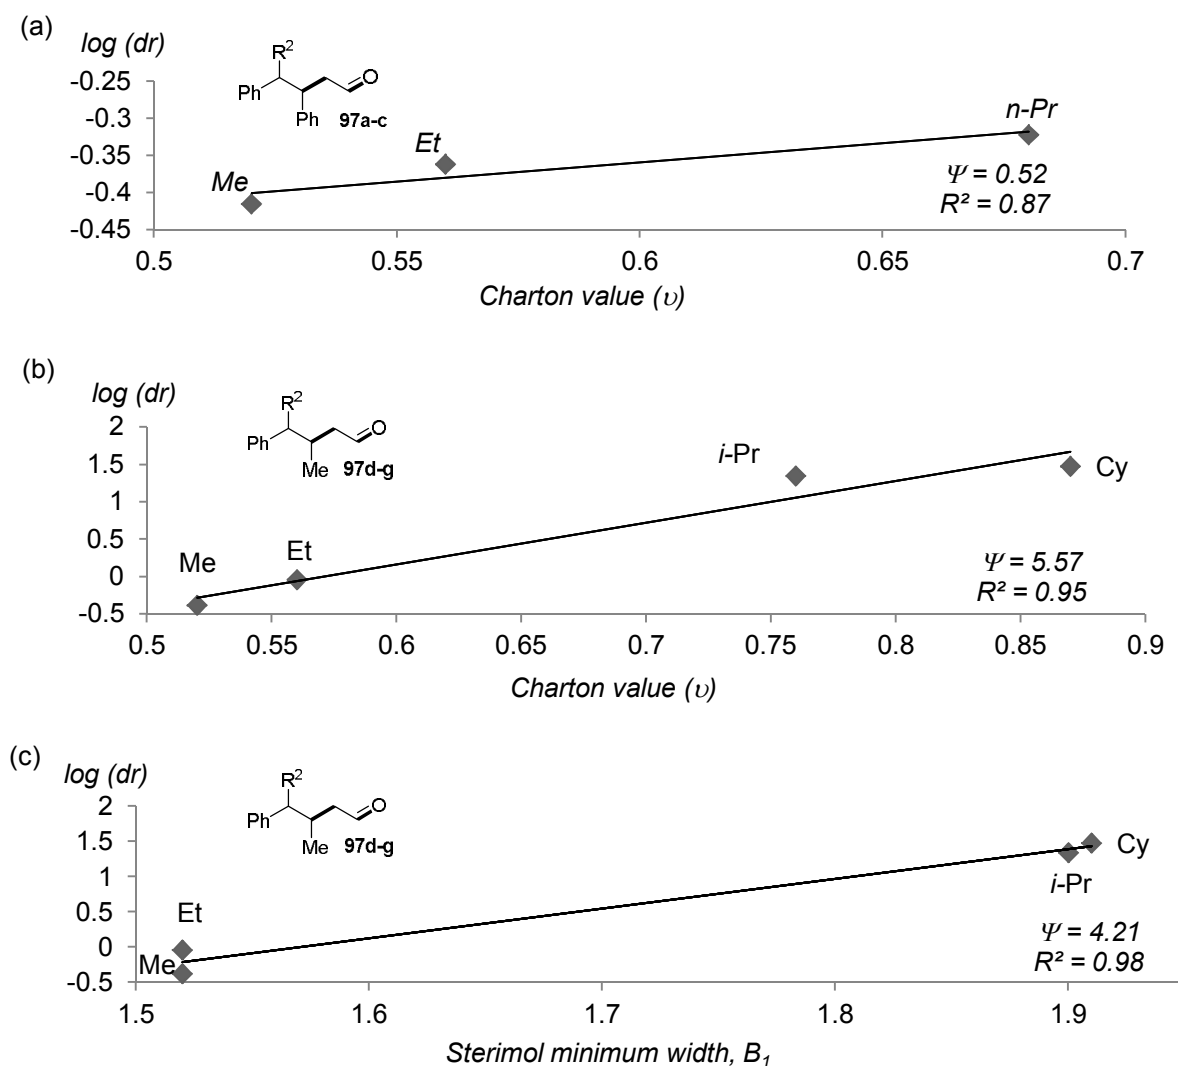 (a)
log (dr)
-0.25
-0.3
-0.35
-0.4
-0.45
R²
Ph
O
Ph
97a-c
Me
Et
n-Pr
Ψ = 0.52
R² = 0.87
0.5 0.55 0.6 0.65 0.7
Charton value (υ)
(b)
log (dr)
2
1.5
1
0.5
0
-0.5
R²
Ph
O
Me
97d-g
Me
Et
i-Pr
Cy
Ψ = 5.57
R² = 0.95
0.5 0.55 0.6 0.65 0.7 0.75 0.8 0.85 0.9
Charton value (υ)
(c)
log (dr)
2
1.5
1
0.5
0
-0.5
R²
Ph
O
Me
97d-g
Et
Me
Cy
i-Pr
Ψ = 4.21
R² = 0.98
1.5 1.6 1.7 1.8 1.9
Sterimol minimum width, B₁